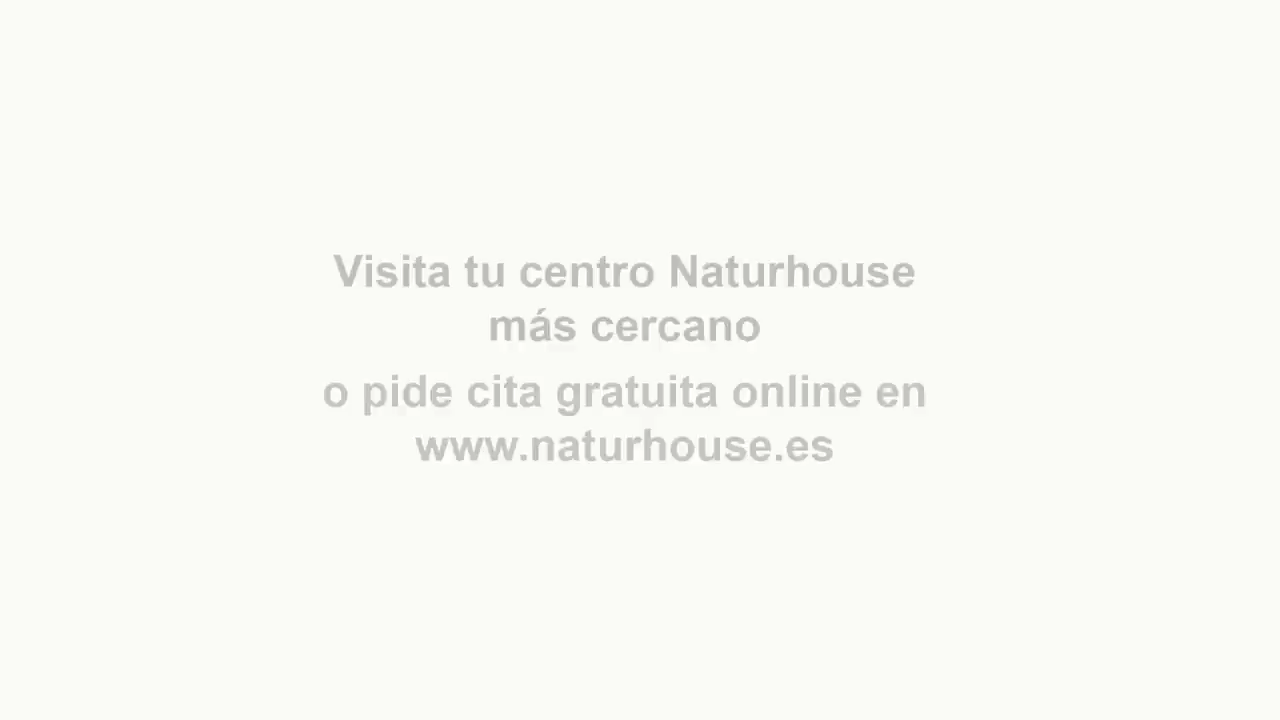 Visita tu centro Naturhouse
más cercano
o pide cita gratuita online en
www.naturhouse.es